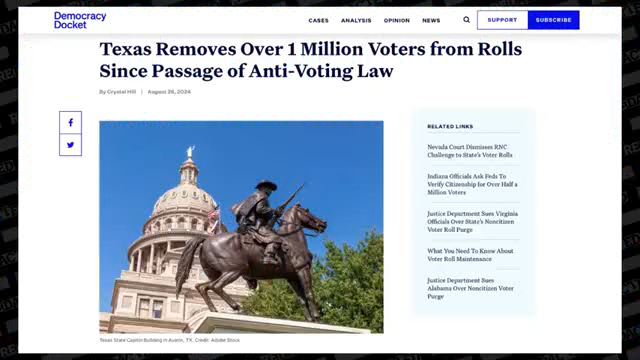 Democracy
Docket
CASES ANALYSIS OPINION NEWS SUPPORT SUBSCRIBE
Texas Removes Over 1 Million Voters from Rolls
Since Passage of Anti-Voting Law
By Crystal Hill | August 26, 2024
RELATED LINKS
Nevada Court Dismisses RNC
Challenge to State's Voter Rolls
Indiana Officials Ask Feds To
Verify Citizenship for Over Half a
Million Voters
Justice Department Sues Virginia
Officials Over State's Noncitizen
Voter Roll Purge
What You Need To Know About
Voter Roll Maintenance
Justice Department Sues
Alabama Over Noncitizen Voter
Purge
Texas State Capitol Building in Austin, TX. Credit: Adobe Stock